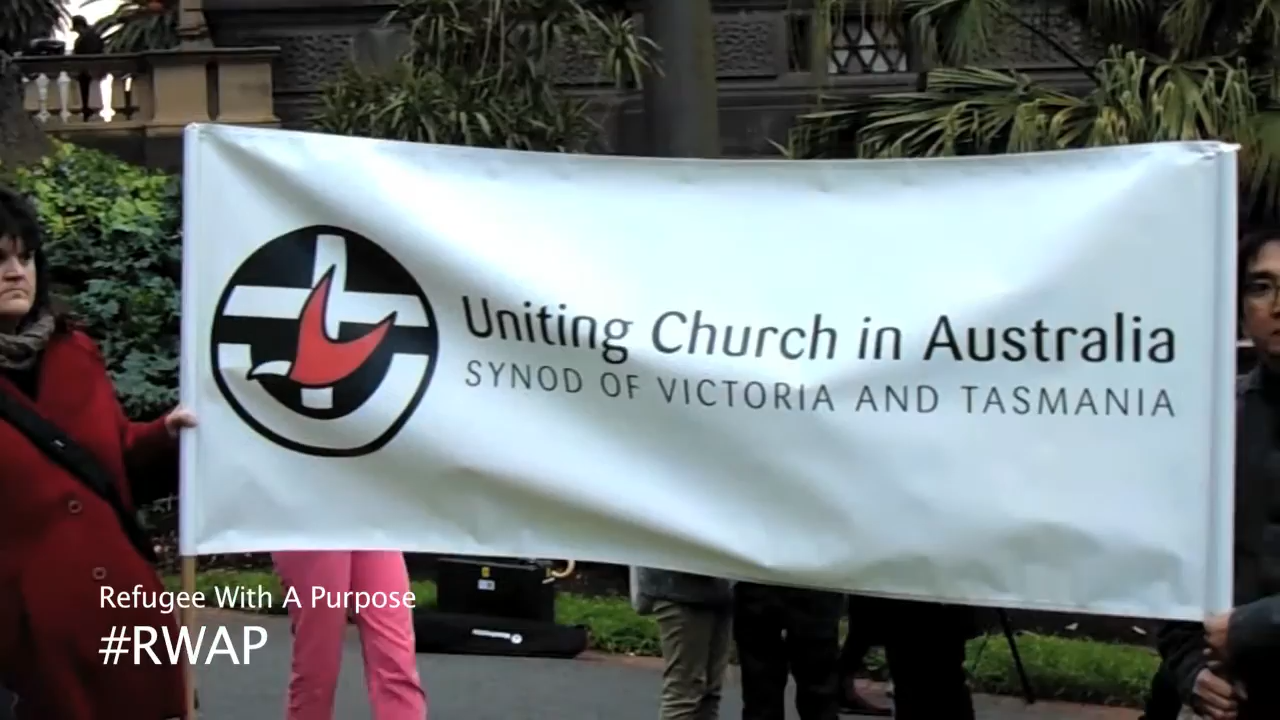 Uniting Church in Australia
SYNOD OF VICTORIA AND TASMANIA
Refugee With A Purpose
#RWAP